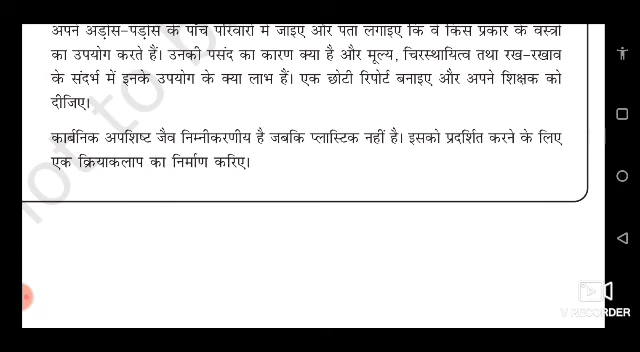 अपने अड़ोस-पड़ोस के पाँच परिवारों में जाइए और पता लगाइए कि वे किस प्रकार के वस्त्रों
का उपयोग करते हैं। उनकी पसंद का कारण क्या है और मूल्य, चिरस्थायित्व तथा रख-रखाव
के संदर्भ में इनके उपयोग के क्या लाभ हैं। एक छोटी रिपोर्ट बनाइए और अपने शिक्षक को
दीजिए।
कार्बनिक अपशिष्ट जैव निम्नीकरणीय है जबकि प्लास्टिक नहीं है। इसको प्रदर्शित करने के लिए
एक क्रियाकलाप का निर्माण करिए।
not to b
V RECORDER